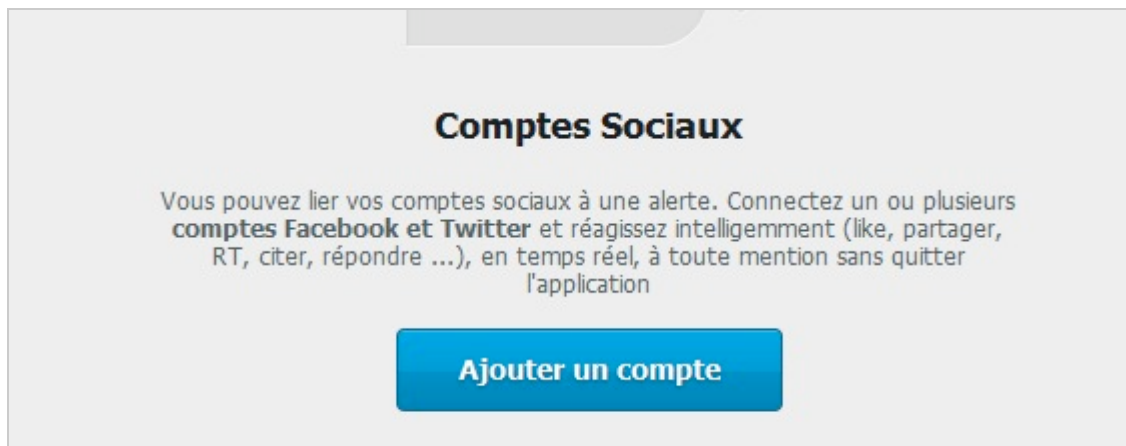 Comptes Sociaux
Vous pouvez lier vos comptes sociaux à une alerte. Connectez un ou plusieurs
comptes Facebook et Twitter et réagissez intelligemment (like, partager,
RT, citer, répondre ...), en temps réel, à toute mention sans quitter
l'application
Ajouter un compte